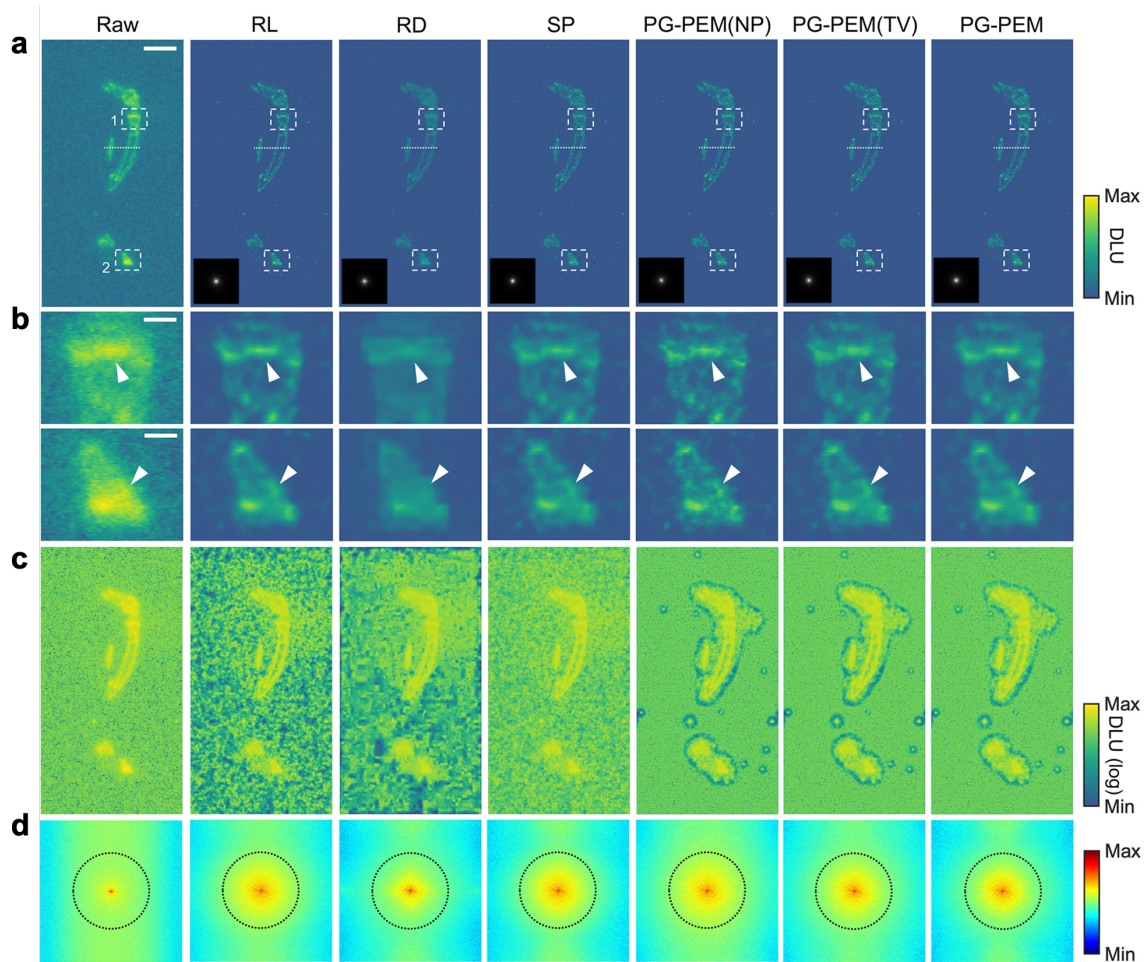 Raw RL RD SP PG-PEM(NP) PG-PEM(TV) PG-PEM
a
1
2
Max
DLU
Min
b
c
Max
DLU (log)
Min
d
Max
Min